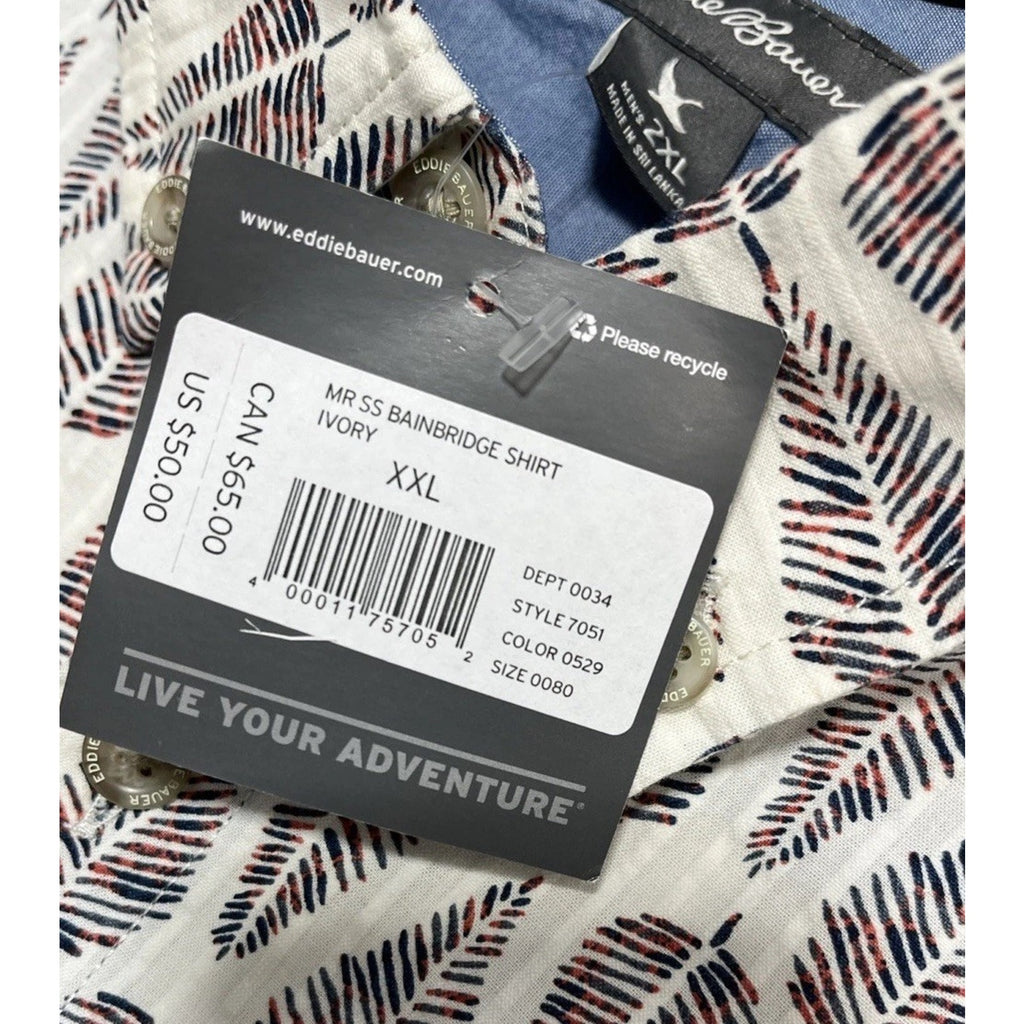 Bauer
MEN'S 2XL
MADE IN SRI LANKA
EDDIE BAUER
www.eddiebauer.com
Please recycle
MR SS BAINBRIDGE SHIRT
IVORY
XXL
CAN $65.00
US $50.00
4 00011 75705 2
DEPT 0034
STYLE 7051
COLOR 0529
SIZE 0080
LIVE YOUR ADVENTURE®
EDDIE BAUER
EDDIE BAUER